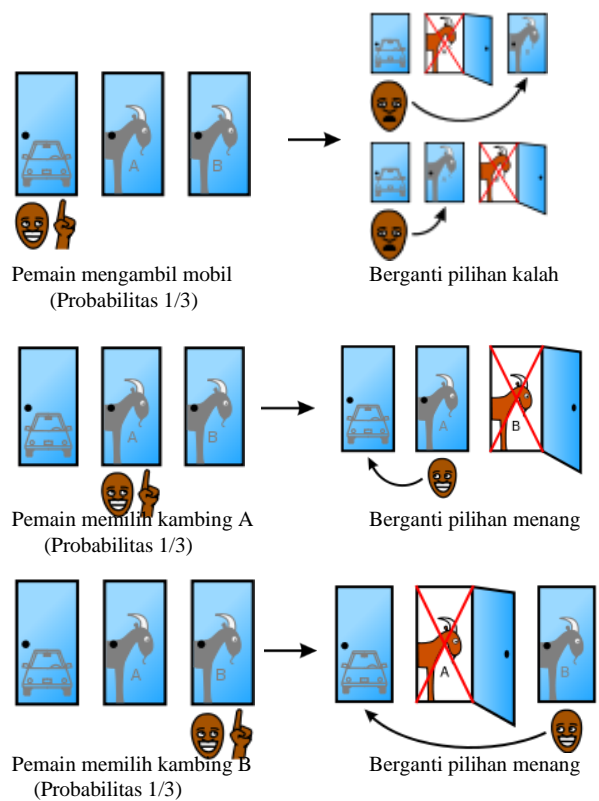 A
B
Pemain mengambil mobil
(Probabilitas 1/3)
Berganti pilihan kalah
A
B
A
B
Pemain memilih kambing A
(Probabilitas 1/3)
Berganti pilihan menang
A
B
A
B
Pemain memilih kambing B
(Probabilitas 1/3)
Berganti pilihan menang